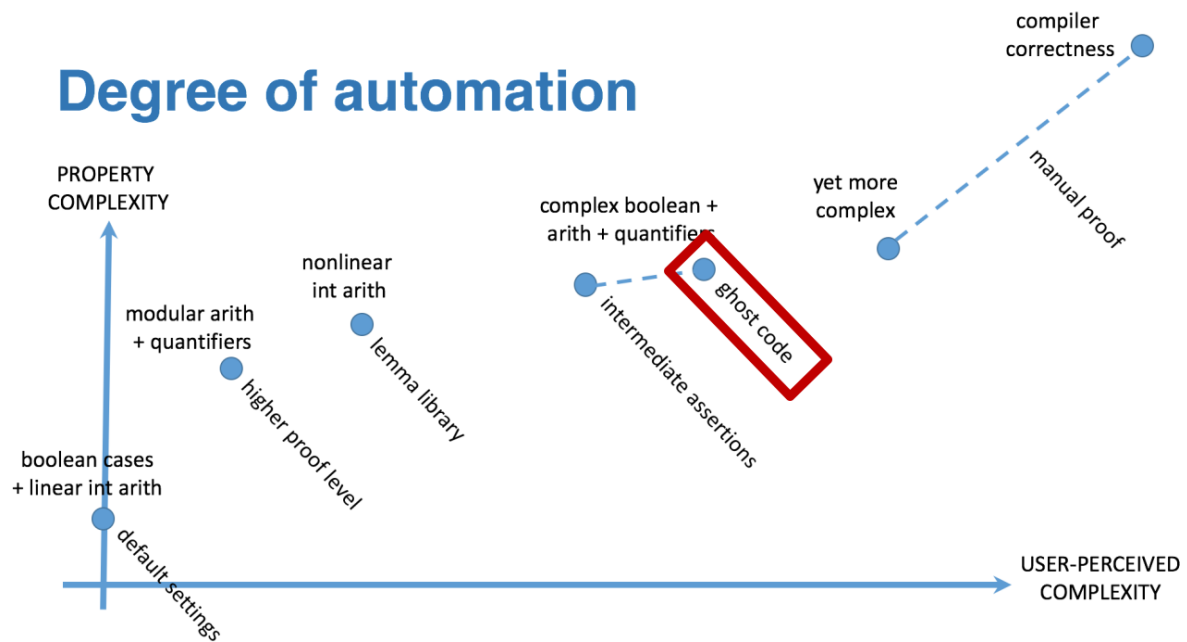 compiler
correctness
Degree of automation
PROPERTY
COMPLEXITY
manual proof
yet more
complex
complex boolean +
arith + quantifiers
ghost code
intermediate assertions
nonlinear
int arith
lemma library
modular arith
+ quantifiers
higher proof level
boolean cases
+ linear int arith
default settings
USER-PERCEIVED
COMPLEXITY